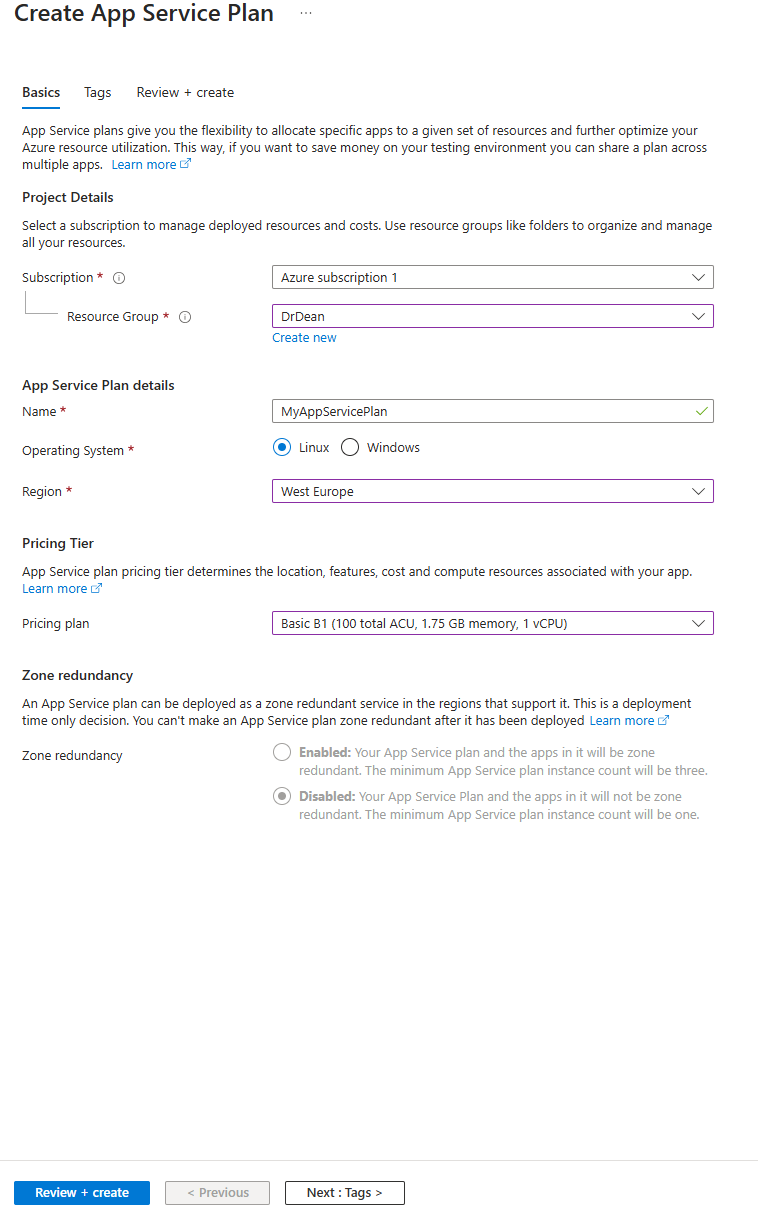 Create App Service Plan ...
Basics Tags Review + create
App Service plans give you the flexibility to allocate specific apps to a given set of resources and further optimize your
Azure resource utilization. This way, if you want to save money on your testing environment you can share a plan across
multiple apps. Learn more
Project Details
Select a subscription to manage deployed resources and costs. Use resource groups like folders to organize and manage
all your resources.
Subscription * Azure subscription 1
Resource Group * DrDean
Create new
App Service Plan details
Name * MyAppServicePlan
Operating System * Linux Windows
Region * West Europe
Pricing Tier
App Service plan pricing tier determines the location, features, cost and compute resources associated with your app.
Learn more
Pricing plan Basic B1 (100 total ACU, 1.75 GB memory, 1 vCPU)
Zone redundancy
An App Service plan can be deployed as a zone redundant service in the regions that support it. This is a deployment
time only decision. You can't make an App Service plan zone redundant after it has been deployed Learn more
Zone redundancy Enabled: Your App Service plan and the apps in it will be zone
redundant. The minimum App Service plan instance count will be three.
Disabled: Your App Service Plan and the apps in it will not be zone
redundant. The minimum App Service plan instance count will be one.
Review + create < Previous Next : Tags >